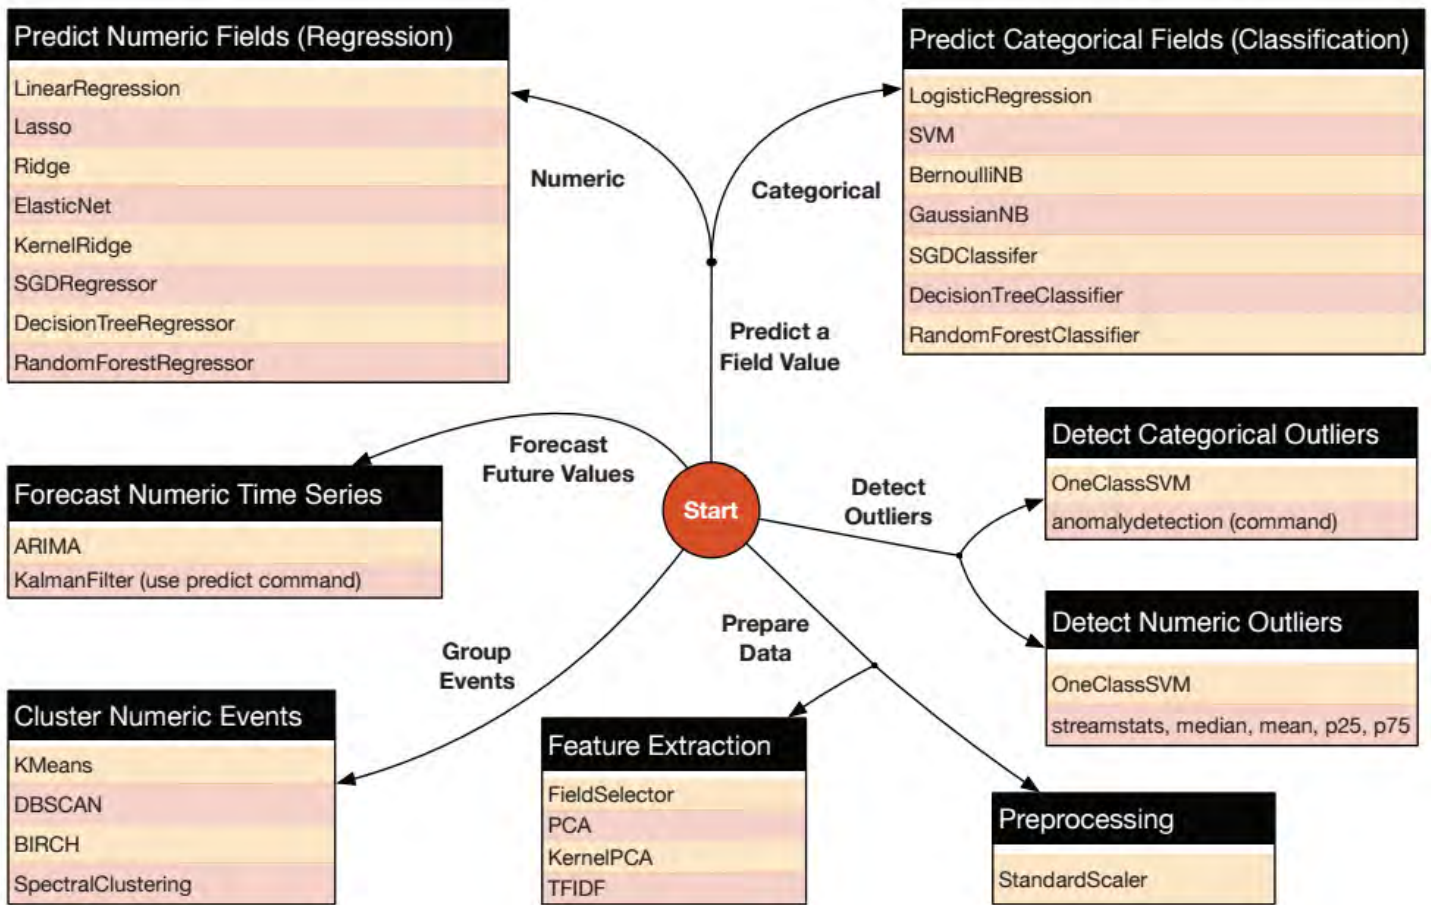 Predict Numeric Fields (Regression)
LinearRegression
Lasso
Ridge
ElasticNet
KernelRidge
SGDRegressor
DecisionTreeRegressor
RandomForestRegressor
Numeric
Categorical
Predict Categorical Fields (Classification)
LogisticRegression
SVM
BernoulliNB
GaussianNB
SGDClassifer
DecisionTreeClassifier
RandomForestClassifier
Predict a
Field Value
Forecast
Future Values
Forecast Numeric Time Series
ARIMA
KalmanFilter (use predict command)
Start
Detect
Outliers
Detect Categorical Outliers
OneClassSVM
anomalydetection (command)
Detect Numeric Outliers
OneClassSVM
streamstats, median, mean, p25, p75
Group
Events
Cluster Numeric Events
KMeans
DBSCAN
BIRCH
SpectralClustering
Prepare
Data
Feature Extraction
FieldSelector
PCA
KernelPCA
TFIDF
Preprocessing
StandardScaler